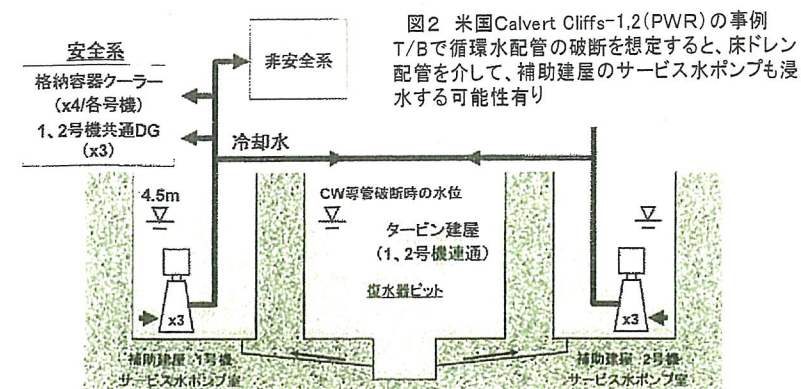 図2 米国Calvert Cliffs-1,2(PWR)の事例
T/Bで循環水配管の破断を想定すると、床ドレン
配管を介して、補助建屋のサービス水ポンプも浸
水する可能性有り
安全系
格納容器クーラー
(x4/各号機)
1、2号機共通DG
(x3)
非安全系
冷却水
4.5m
CW導管破断時の水位
タービン建屋
(1、2号機連通)
復水器ピット
x3
x3
補助建屋 1号機
サービス水ポンプ室
補助建屋 2号機
サービス水ポンプ室